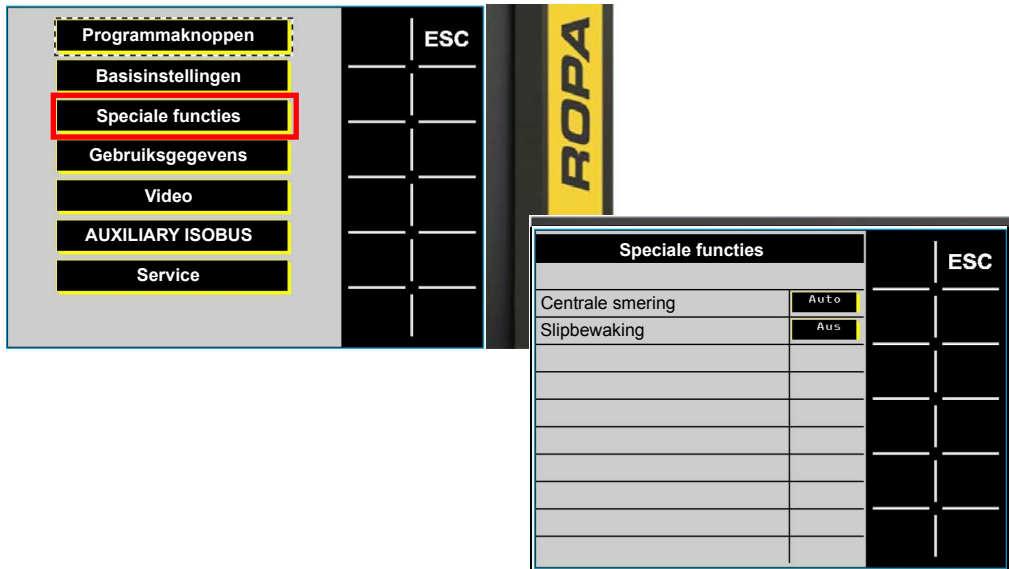 Programmaknoppen
ESC
Basisinstellingen
Speciale functies
Gebruiksgegevens
Video
AUXILIARY ISOBUS
Service
ROPA
Speciale functies
ESC
Centrale smering Auto
Slipbewaking Aus